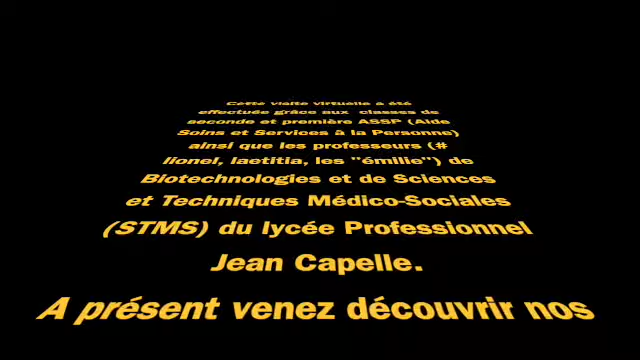 Cette visite virtuelle a été
effectuée grâce aux classes de
seconde et première ASSP (Aide
Soins et Services à la Personne)
ainsi que les professeurs (#
lionel, laetitia, les "émilie") de
Biotechnologies et de Sciences
et Techniques Médico-Sociales
(STMS) du lycée Professionnel
Jean Capelle.
A présent venez découvrir nos